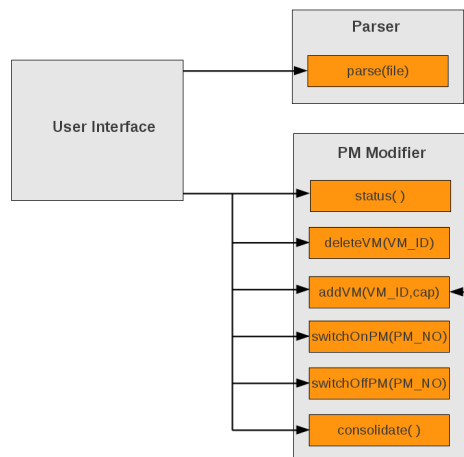 Parser
parse(file)
User Interface
PM Modifier
status( )
deleteVM(VM_ID)
addVM(VM_ID,cap)
switchOnPM(PM_NO)
switchOffPM(PM_NO)
consolidate( )